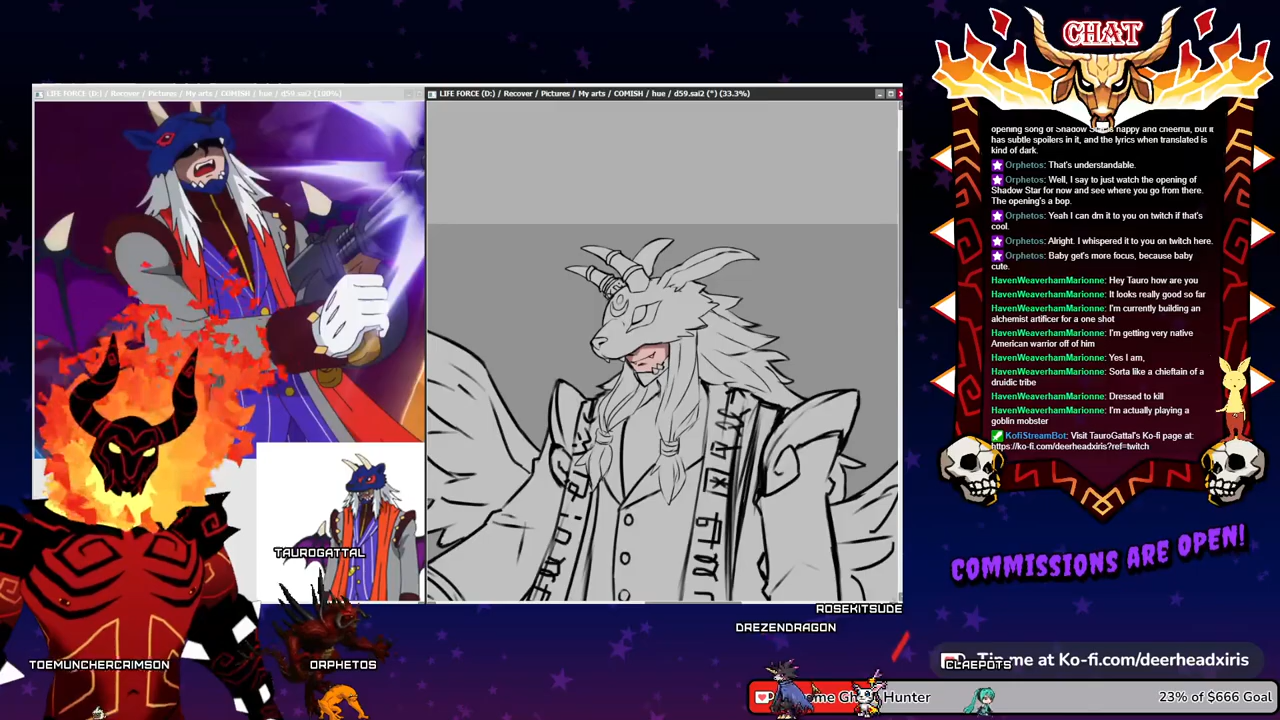 CHAT
LIFE FORCE (D:) / Recover / Pictures / My arts / COMISH / hue / d59.sai2 (100%)
LIFE FORCE (D:) / Recover / Pictures / My arts / COMISH / hue / d59.sai2 (*) (33.3%)
has subtle spoilers in it, and the lyrics when translated is
kind of dark.
Orphetos: That's understandable.
Orphetos: Well, I say to just watch the opening of
Shadow Star for now and see where you go from there.
The opening's a bop.
Orphetos: Yeah I can dm it to you on twitch if that's
cool.
Orphetos: Alright. I whispered it to you on twitch here.
Orphetos: Baby get's more focus, because baby
cute.
HavenWeaverhamMarionne: Hey Tauro how are you
HavenWeaverhamMarionne: It looks really good so far
HavenWeaverhamMarionne: I'm currently building an
alchemist artificer for a one shot
HavenWeaverhamMarionne: I'm getting very native
American warrior off of him
HavenWeaverhamMarionne: Yes I am,
HavenWeaverhamMarionne: Sorta like a chieftain of a
druidic tribe
HavenWeaverhamMarionne: Dressed to kill
HavenWeaverhamMarionne: I'm actually playing a
goblin mobster
KofiStreamBot: Visit TauroGattal's Ko-fi page at:
https://ko-fi.com/deerheadxiris?ref=twitch
COMMISSIONS ARE OPEN!
TAUROGATTAL
ROSEKITSUDE
DREZENDRAGON
TOEMUNCHERCRIMSON
ORPHETOS
CLAEPOTS
Tip me at Ko-fi.com/deerheadxiris
Hunter
23% of $666 Goal